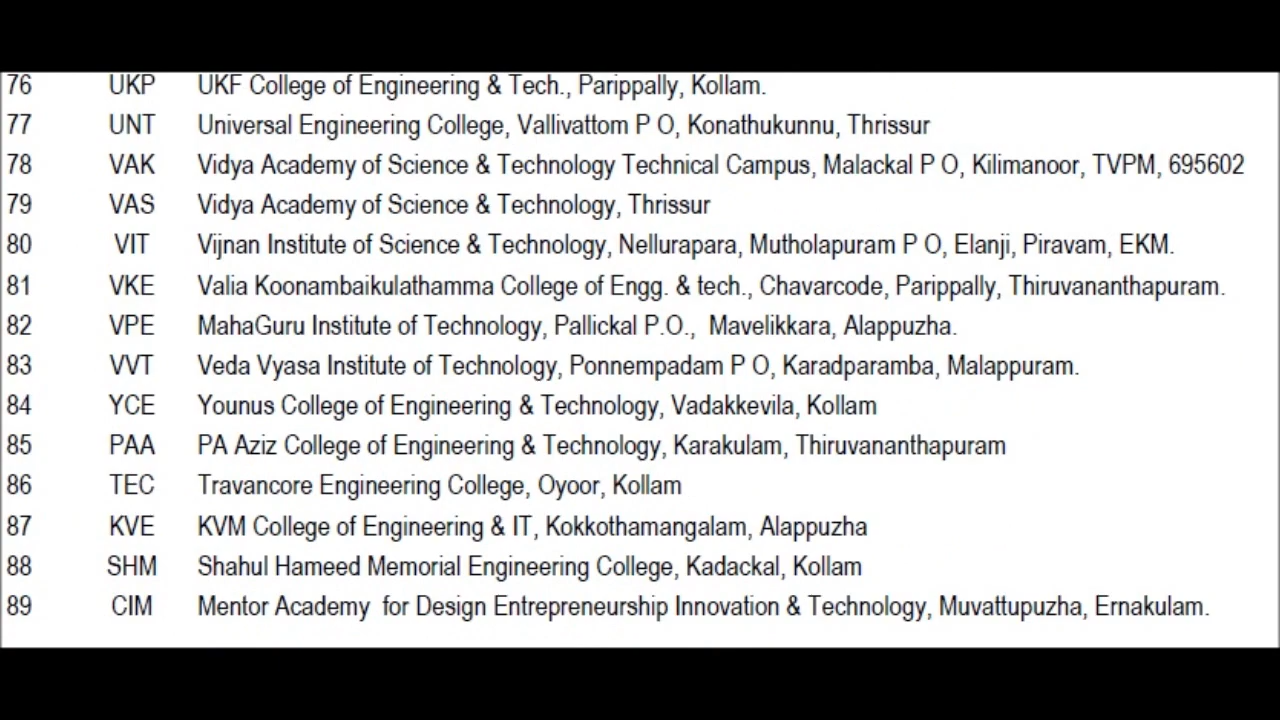 76 UKP UKF College of Engineering & Tech., Parippally, Kollam.
77 UNT Universal Engineering College, Vallivattom P O, Konathukunnu, Thrissur
78 VAK Vidya Academy of Science & Technology Technical Campus, Malackal P O, Kilimanoor, TVPM, 695602
79 VAS Vidya Academy of Science & Technology, Thrissur
80 VIT Vijnan Institute of Science & Technology, Nellurapara, Mutholapuram P O, Elanji, Piravam, EKM.
81 VKE Valia Koonambaikulathamma College of Engg. & tech., Chavarcode, Parippally, Thiruvananthapuram.
82 VPE MahaGuru Institute of Technology, Pallickal P.O., Mavelikkara, Alappuzha.
83 VVT Veda Vyasa Institute of Technology, Ponnempadam P O, Karadparamba, Malappuram.
84 YCE Younus College of Engineering & Technology, Vadakkevila, Kollam
85 PAA PA Aziz College of Engineering & Technology, Karakulam, Thiruvananthapuram
86 TEC Travancore Engineering College, Oyoor, Kollam
87 KVE KVM College of Engineering & IT, Kokkothamangalam, Alappuzha
88 SHM Shahul Hameed Memorial Engineering College, Kadackal, Kollam
89 CIM Mentor Academy for Design Entrepreneurship Innovation & Technology, Muvattupuzha, Ernakulam.